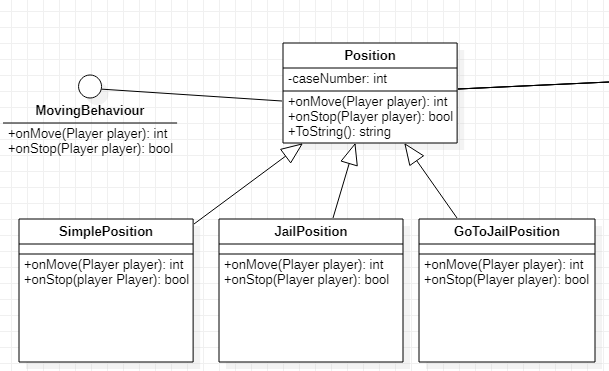 Position
-caseNumber: int
+onMove(Player player): int
+onStop(Player player): bool
+ToString(): string
MovingBehaviour
+onMove(Player player): int
+onStop(Player player): bool
SimplePosition
+onMove(Player player): int
+onStop(player Player): bool
JailPosition
+onMove(Player player): int
+onStop(Player player): bool
GoToJailPosition
+onMove(Player player): int
+onStop(Player player): bool